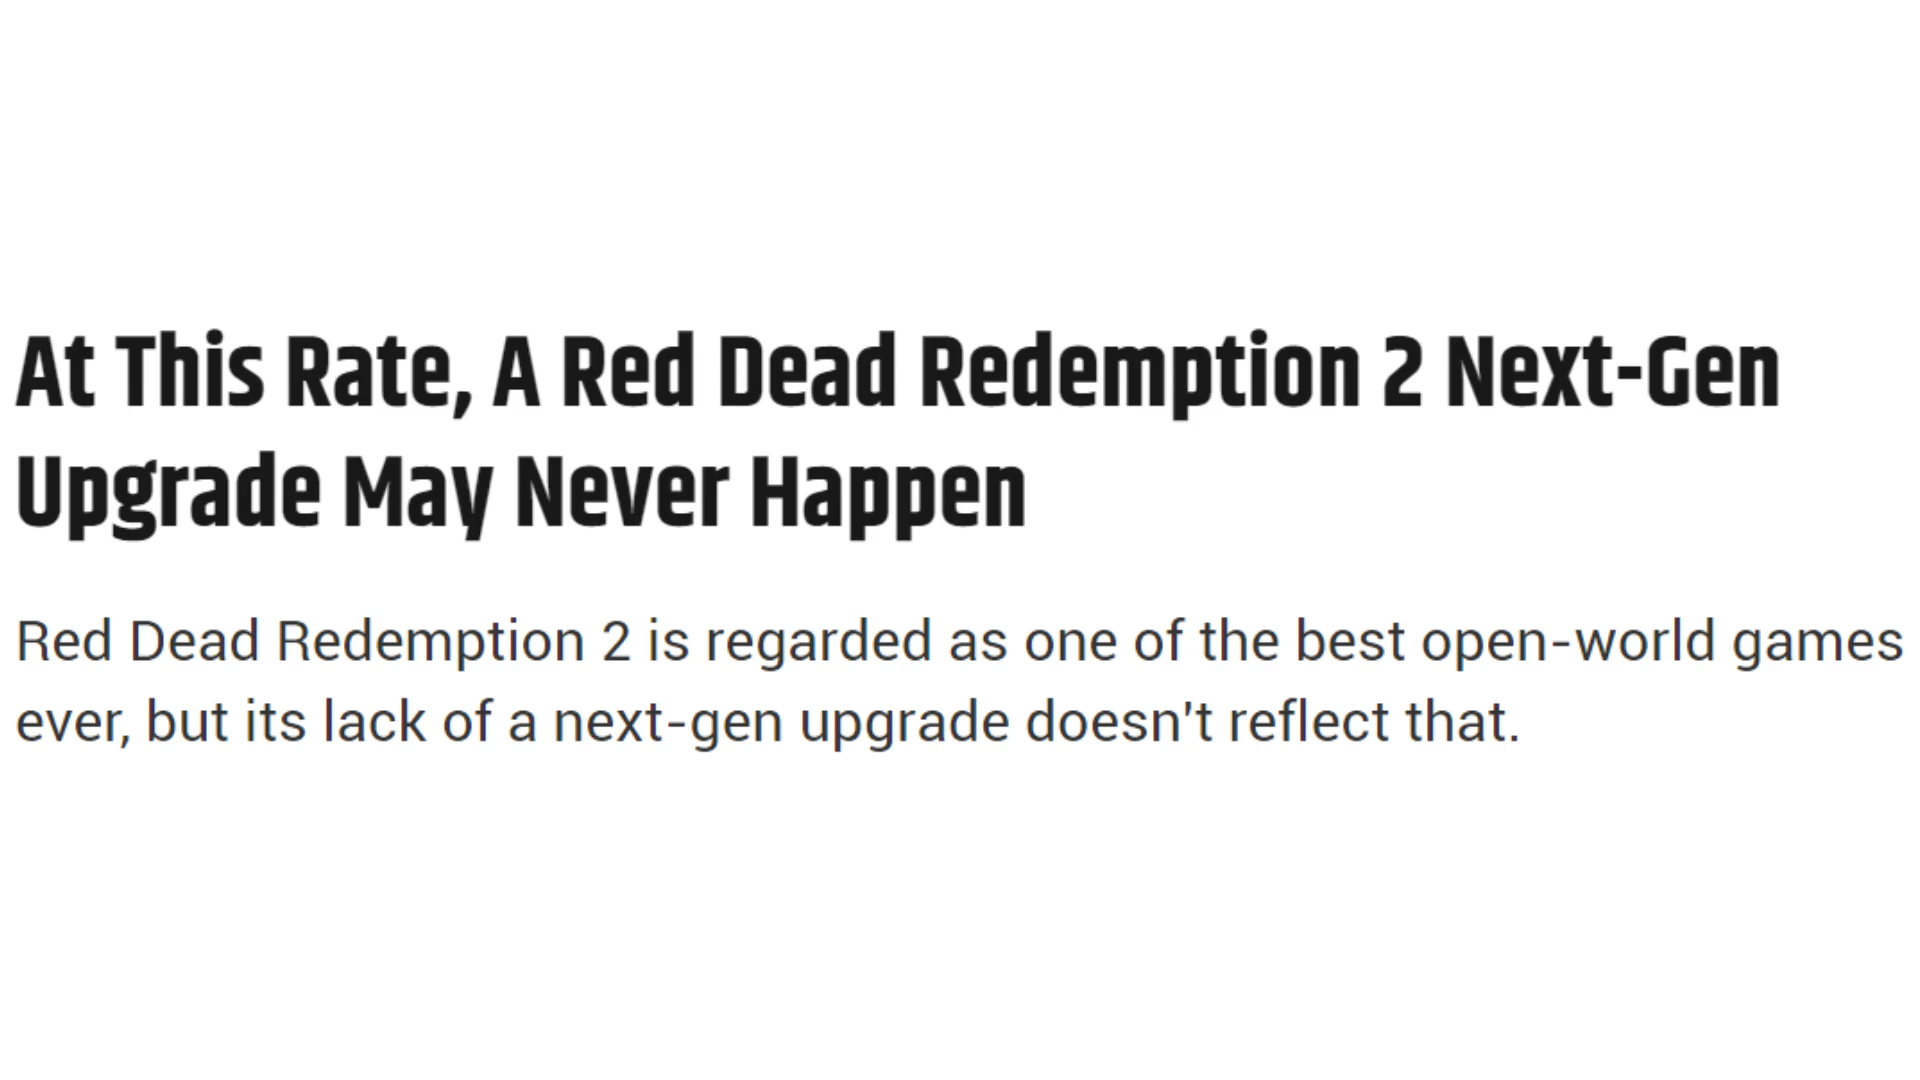 At This Rate, A Red Dead Redemption 2 Next-Gen
Upgrade May Never Happen
Red Dead Redemption 2 is regarded as one of the best open-world games
ever, but its lack of a next-gen upgrade doesn't reflect that.